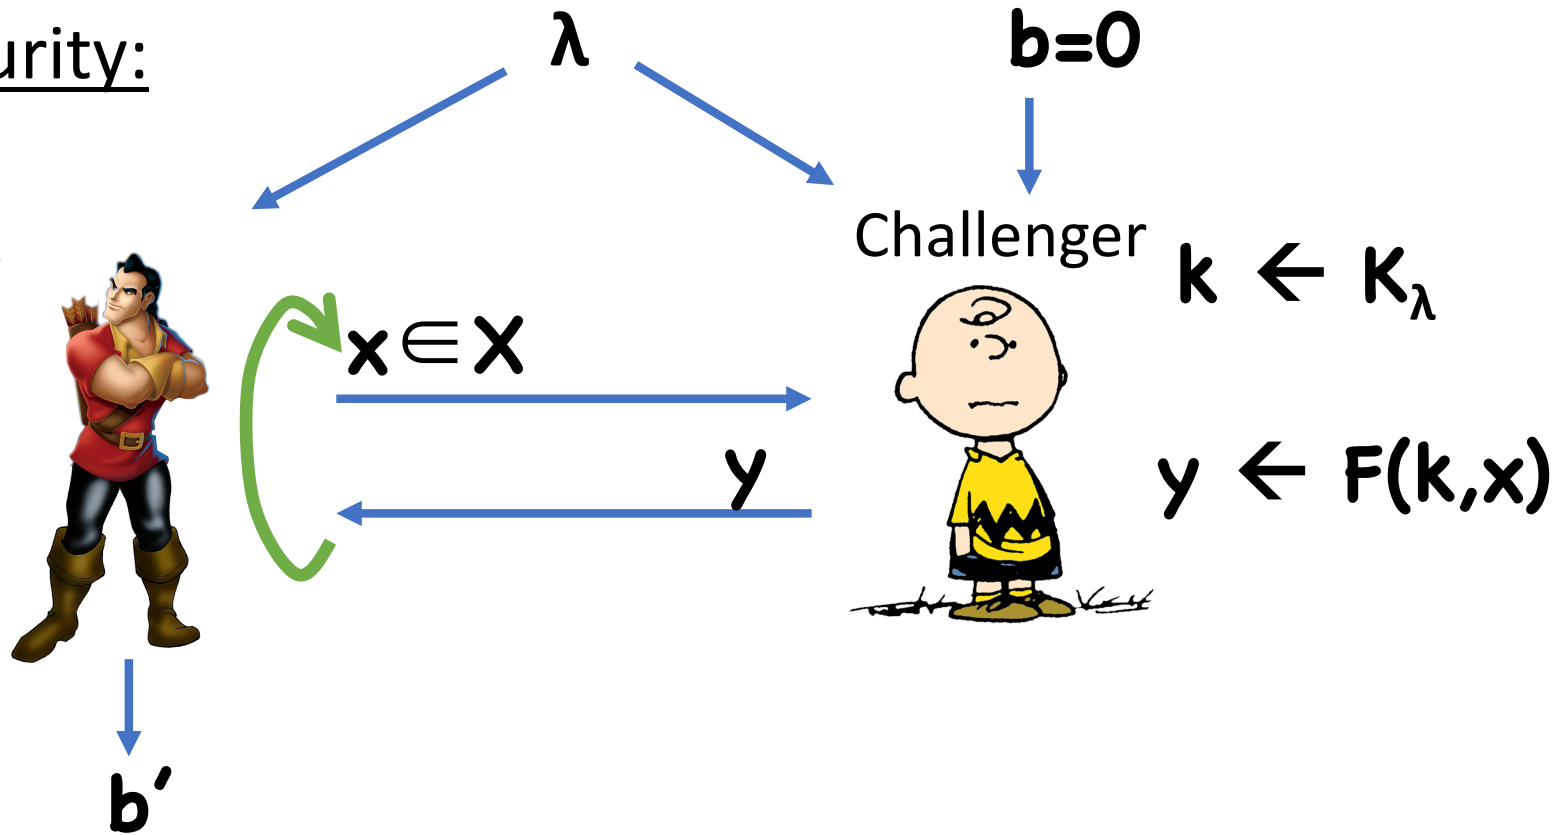 urity:
λ
b=0
Challenger
k ← K_λ
x ∈ X
y
y ← F(k,x)
b′